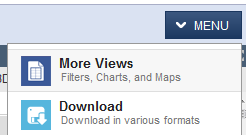 MENU
More Views
Filters, Charts, and Maps
Download
Download in various formats